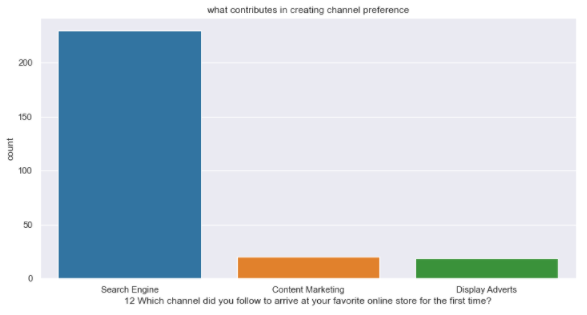 what contributes in creating channel preference
200
150
100
50
0
count
Search Engine Content Marketing Display Adverts
12 Which channel did you follow to arrive at your favorite online store for the first time?